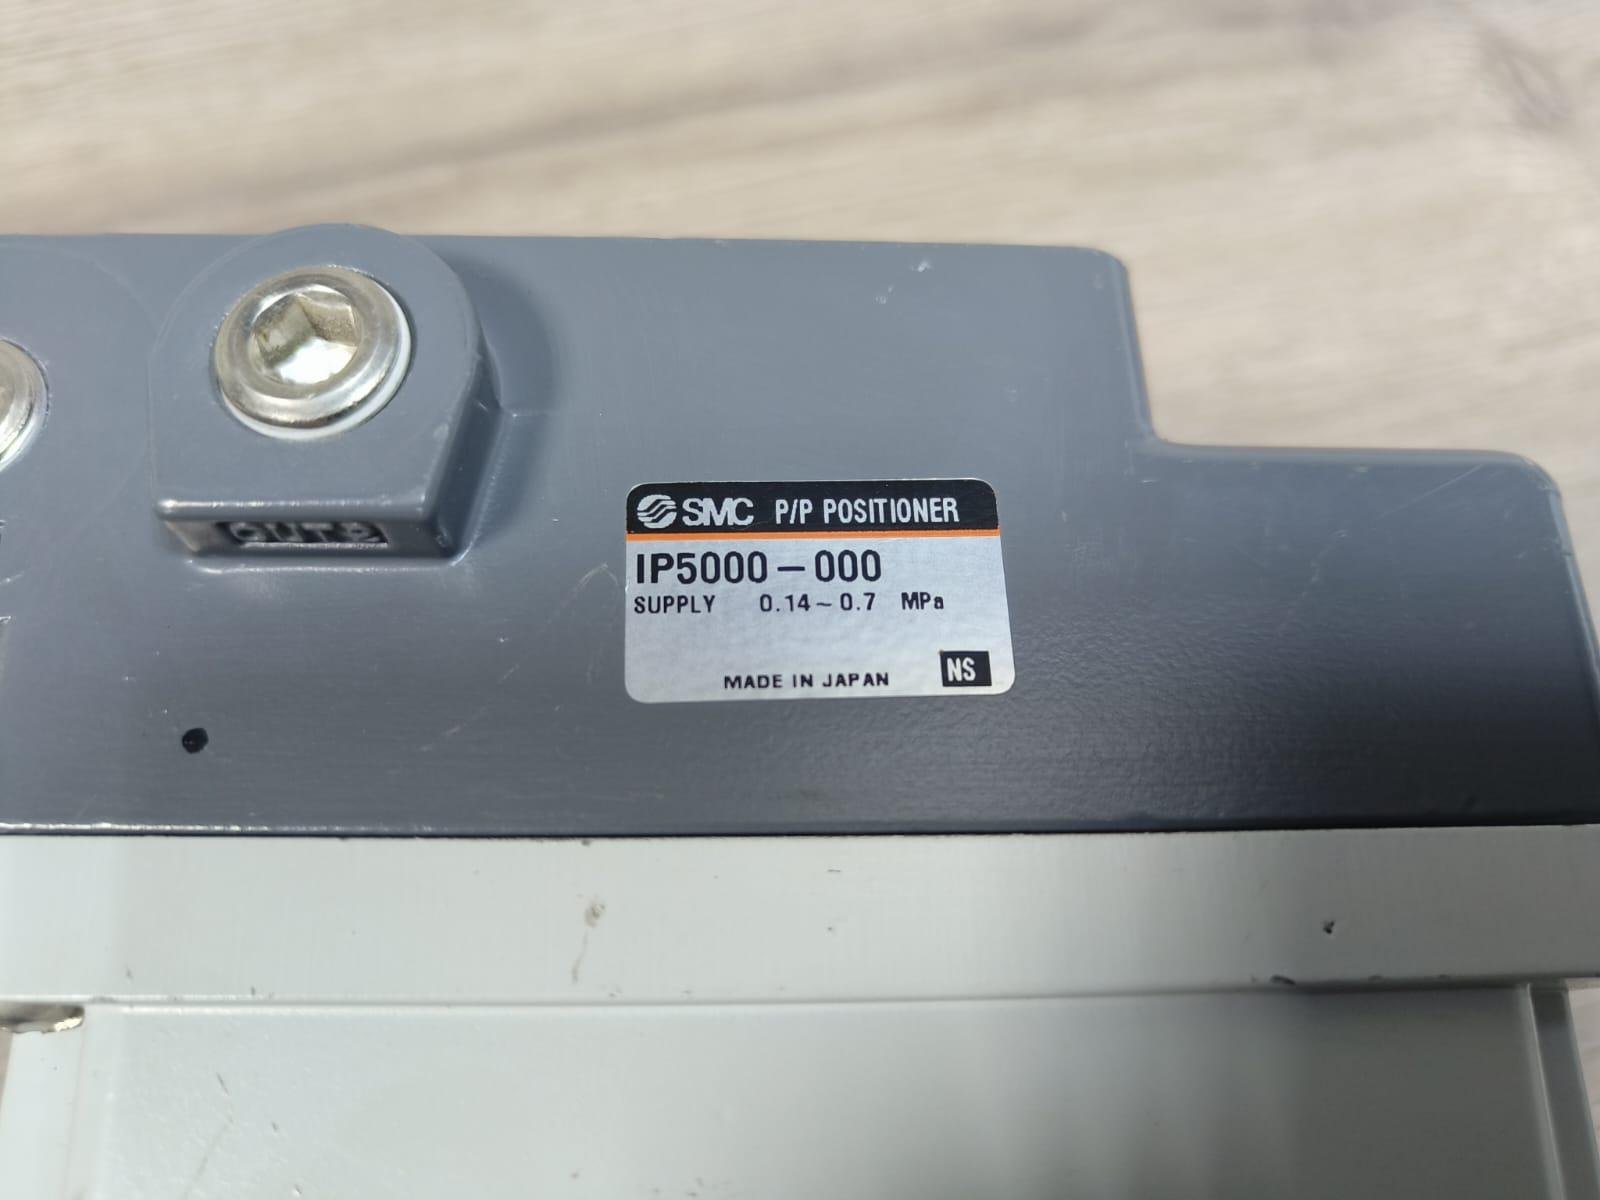 OUT2
SMC P/P POSITIONER
IP5000-000
SUPPLY 0.14~0.7 MPa
NS
MADE IN JAPAN